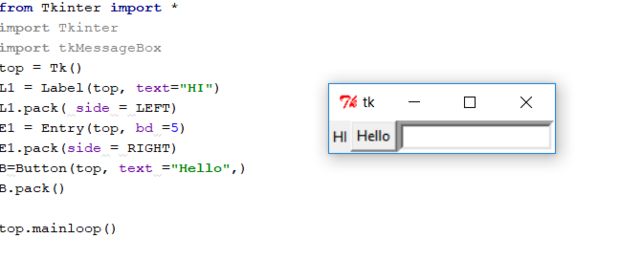 from Tkinter import *
import Tkinter
import tkMessageBox
top = Tk()
L1 = Label(top, text="HI")
L1.pack( side = LEFT)
E1 = Entry(top, bd =5)
E1.pack(side = RIGHT)
B=Button(top, text ="Hello",)
B.pack()
top.mainloop()
tk
HI Hello